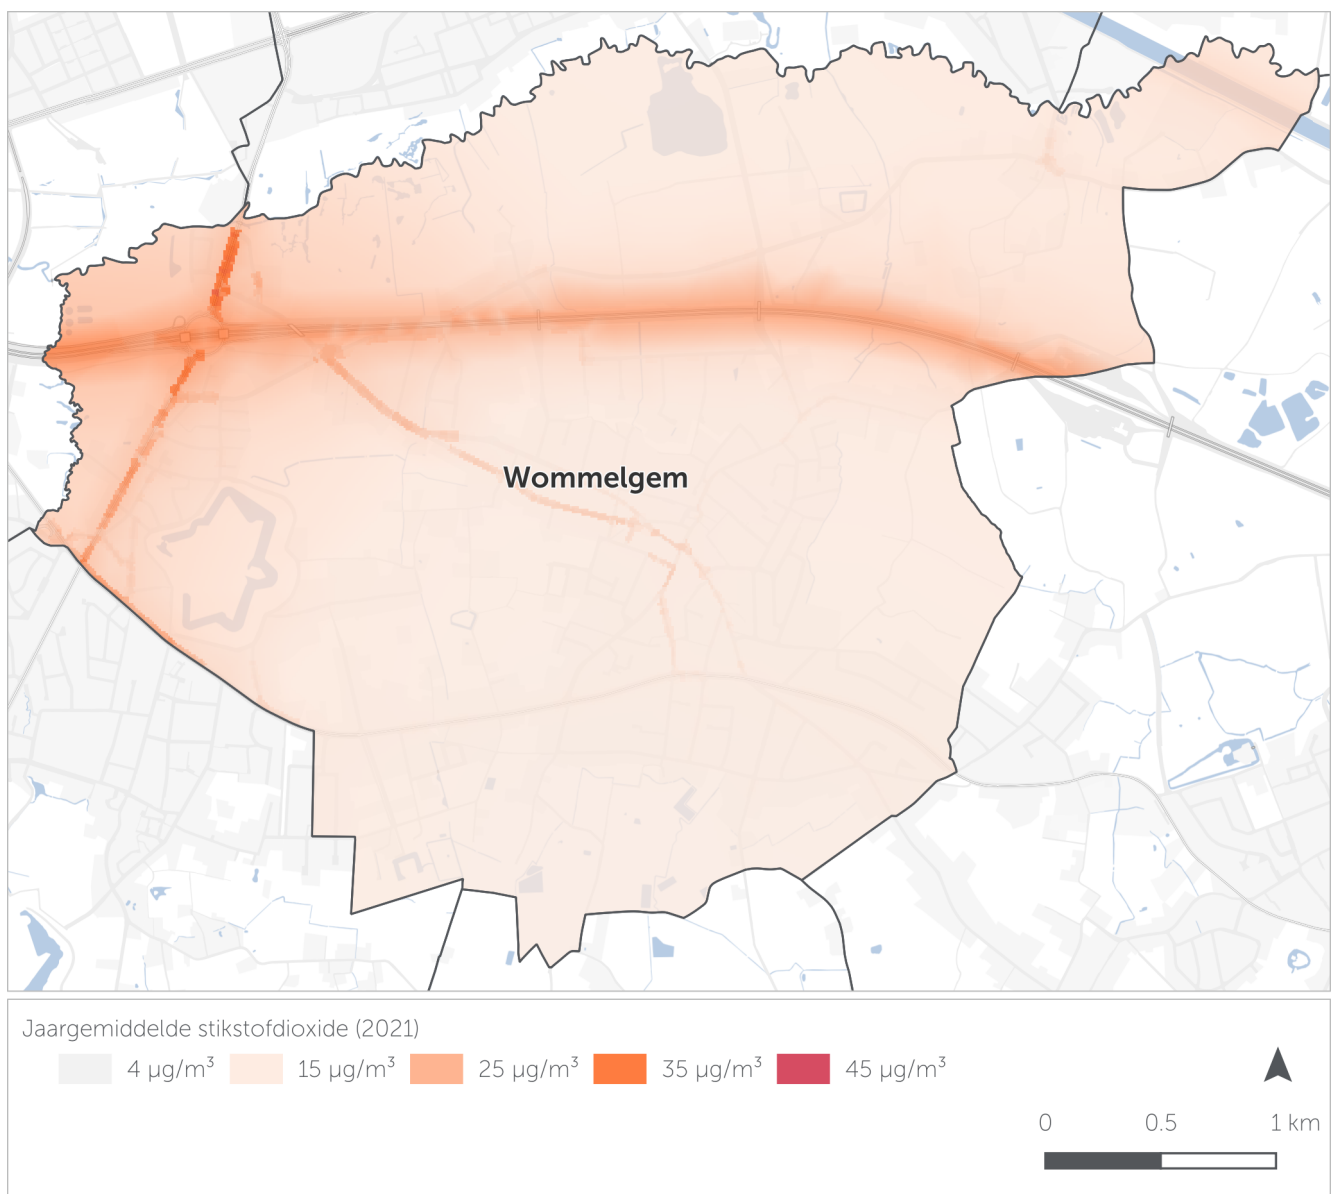 Wommelgem
Jaargemiddelde stikstofdioxide (2021)
4 µg/m³ 15 µg/m³ 25 µg/m³ 35 µg/m³ 45 µg/m³
0 0.5 1 km